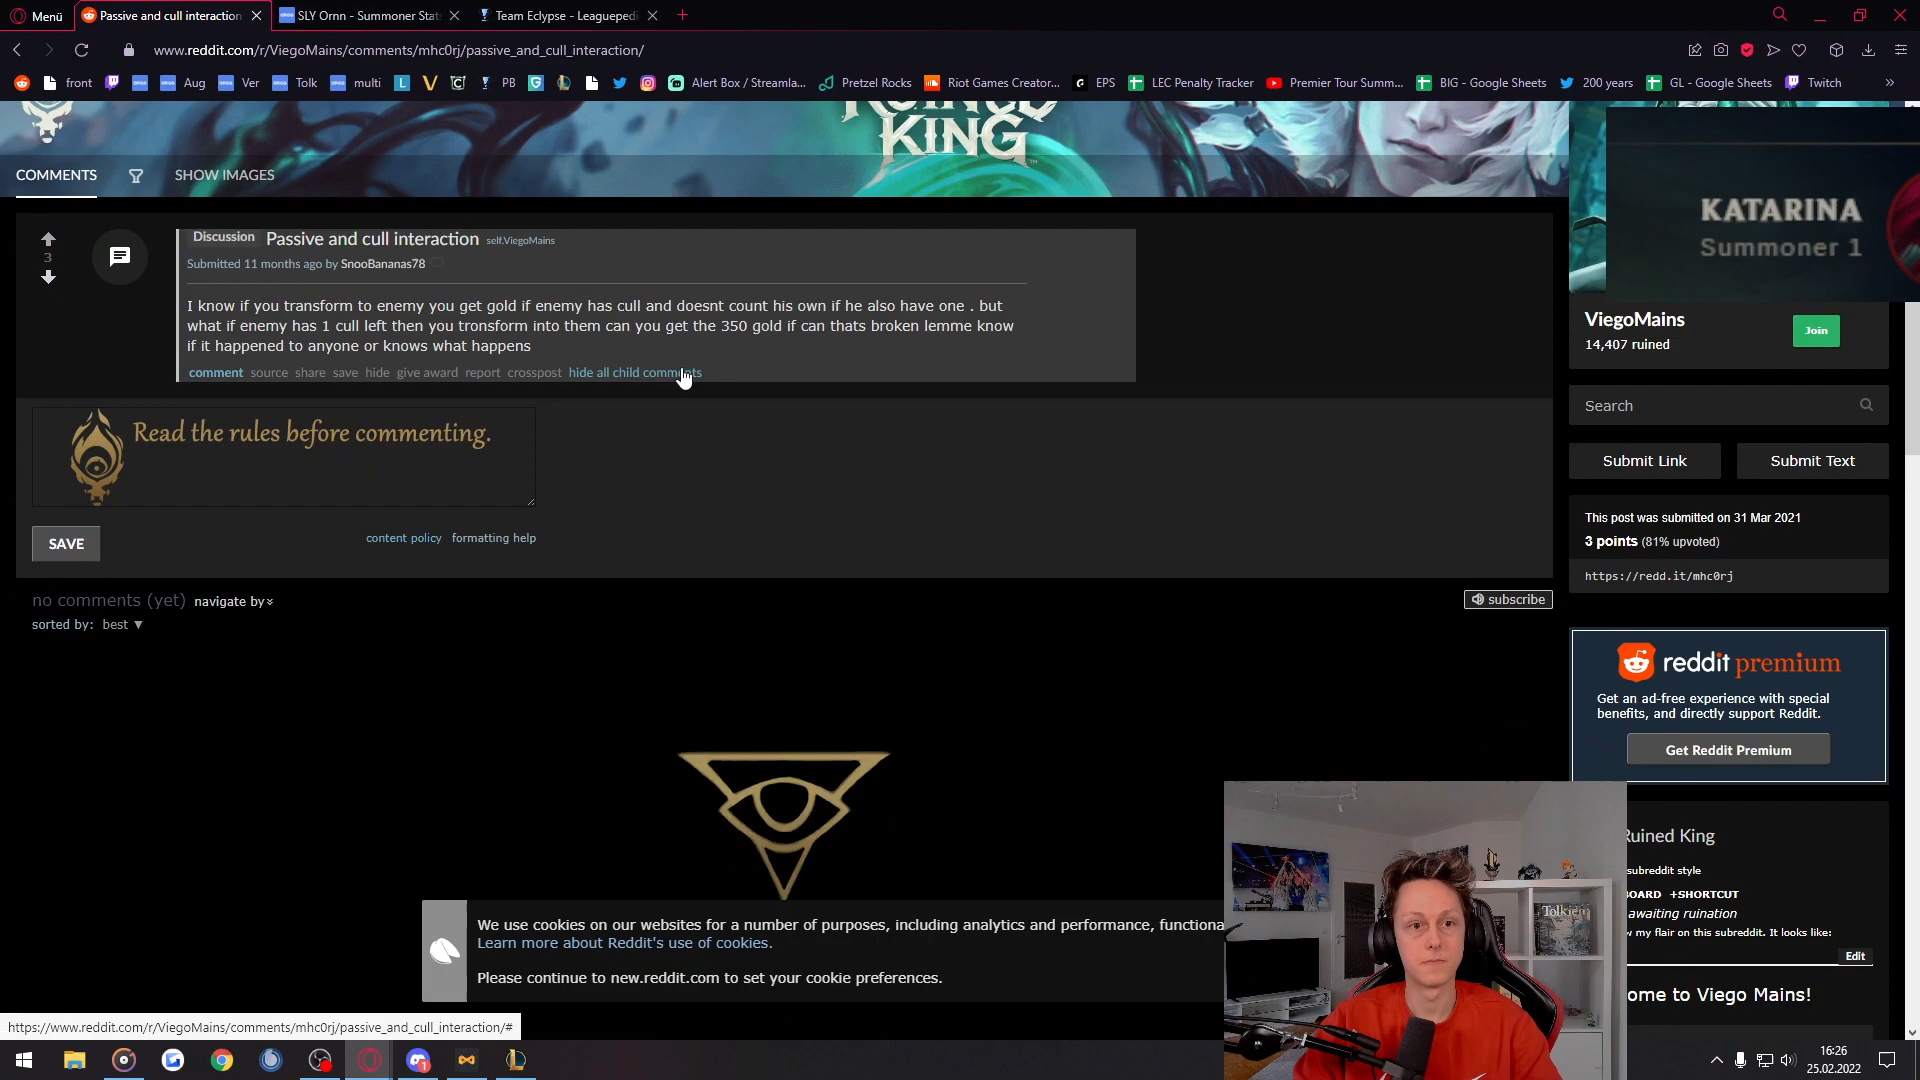 Menü
Passive and cull interaction
SLY Ornn - Summoner Stat
Team Eclypse - Leaguepedi
www.reddit.com/r/ViegoMains/comments/mhc0rj/passive_and_cull_interaction/
front
Aug
Ver
Tolk
multi
PB
Alert Box / Streamla...
Pretzel Rocks
Riot Games Creator...
EPS
LEC Penalty Tracker
Premier Tour Summ...
BIG - Google Sheets
200 years
GL - Google Sheets
Twitch
KING
COMMENTS
SHOW IMAGES
KATARINA
Summoner 1
3
Discussion Passive and cull interaction self.ViegoMains
Submitted 11 months ago by SnooBananas78
I know if you transform to enemy you get gold if enemy has cull and doesnt count his own if he also have one . but
what if enemy has 1 cull left then you tronsform into them can you get the 350 gold if can thats broken lemme know
if it happened to anyone or knows what happens
comment source share save hide give award report crosspost hide all child comments
Read the rules before commenting.
SAVE
content policy formatting help
no comments (yet) navigate by
sorted by: best ▼
subscribe
ViegoMains
14,407 ruined
Join
Search
Submit Link
Submit Text
This post was submitted on 31 Mar 2021
3 points (81% upvoted)
https://redd.it/mhc0rj
reddit premium
Get an ad-free experience with special
benefits, and directly support Reddit.
Get Reddit Premium
Ruined King
subreddit style
OARD +SHORTCUT
awaiting ruination
w my flair on this subreddit. It looks like:
Edit
ome to Viego Mains!
Tolkien
We use cookies on our websites for a number of purposes, including analytics and performance, functiona
Learn more about Reddit's use of cookies.
Please continue to new.reddit.com to set your cookie preferences.
https://www.reddit.com/r/ViegoMains/comments/mhc0rj/passive_and_cull_interaction/#
1
16:26
25.02.2022